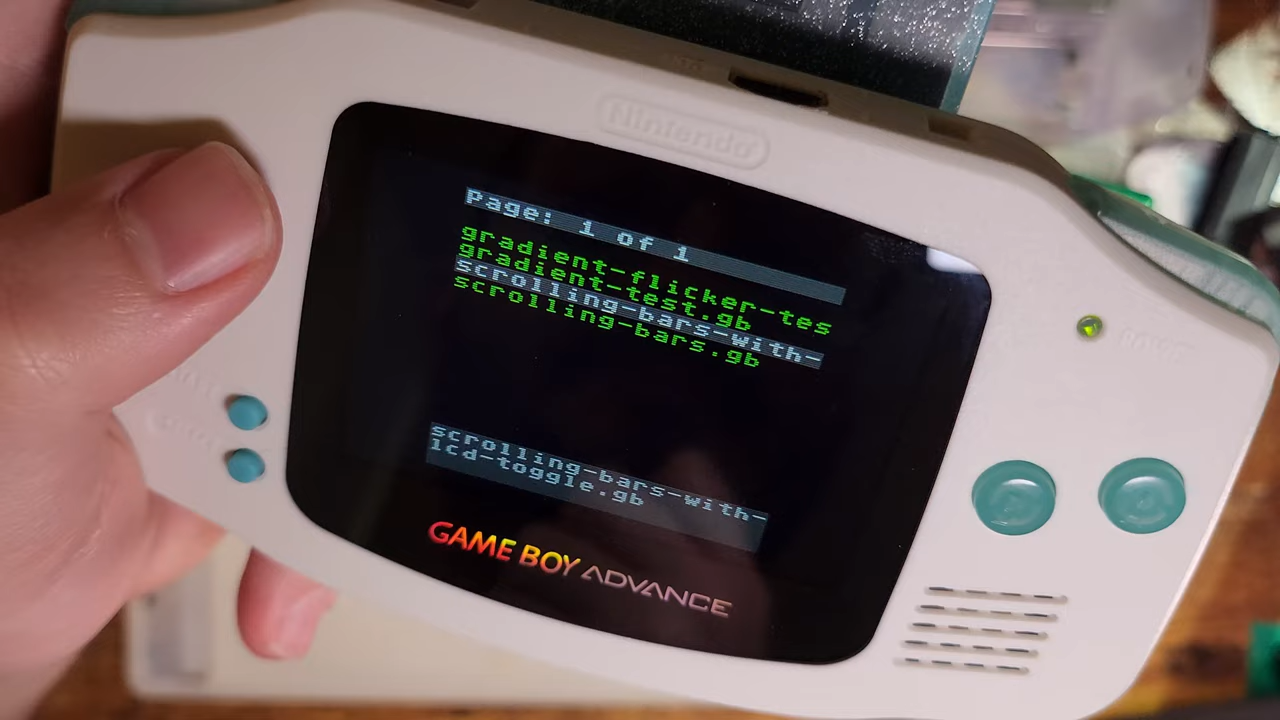 Nintendo
Page: 1 of 1
gradient-flicker-tes
gradient-test.gb
scrolling-bars-with-
scrolling-bars.gb
scrolling-bars-with-
lcd-toggle.gb
GAME BOY ADVANCE